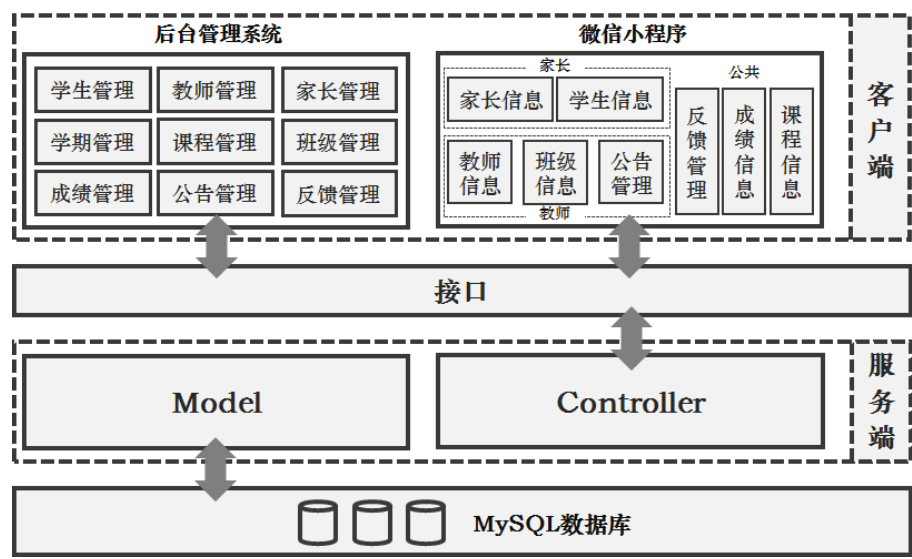 后台管理系统
学生管理
教师管理
家长管理
学期管理
课程管理
班级管理
成绩管理
公告管理
反馈管理
微信小程序
家长
家长信息
学生信息
教师
信息
班级
信息
公告
管理
教师
公共
反馈管理
成绩信息
课程信息
客户端
接口
Model
Controller
服务端
MySQL数据库